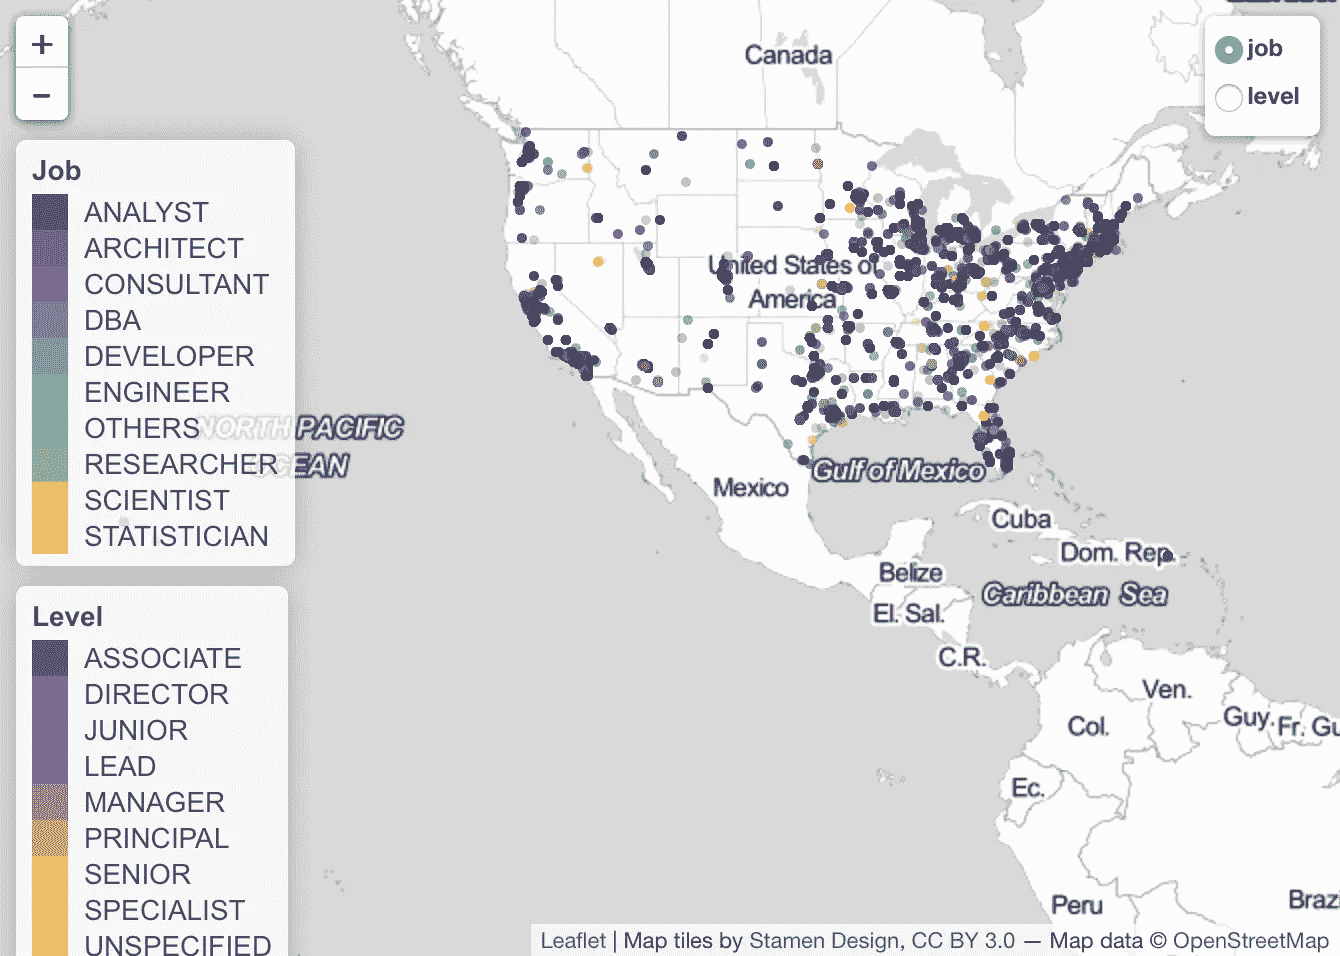 +
−
Job
ANALYST
ARCHITECT
CONSULTANT
DBA
DEVELOPER
ENGINEER
OTHERS
RESEARCHER
SCIENTIST
STATISTICIAN
Level
ASSOCIATE
DIRECTOR
JUNIOR
LEAD
MANAGER
PRINCIPAL
SENIOR
SPECIALIST
UNSPECIFIED
job
level
Canada
United States of
America
NORTH PACIFIC
OCEAN
Mexico
Gulf of Mexico
Cuba
Dom. Rep.
Belize
Caribbean Sea
El. Sal.
C.R.
Ven.
Guy.
Fr. Gu
Col.
Ec.
Peru
Brazi
Leaflet | Map tiles by Stamen Design, CC BY 3.0 — Map data © OpenStreetMap